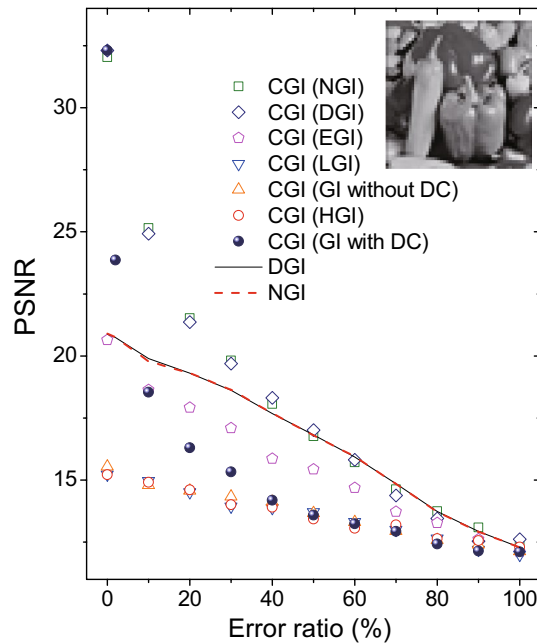 PSNR
30
25
20
15
0
20
40
60
80
100
Error ratio (%)
CGI (NGI)
CGI (DGI)
CGI (EGI)
CGI (LGI)
CGI (GI without DC)
CGI (HGI)
CGI (GI with DC)
DGI
NGI